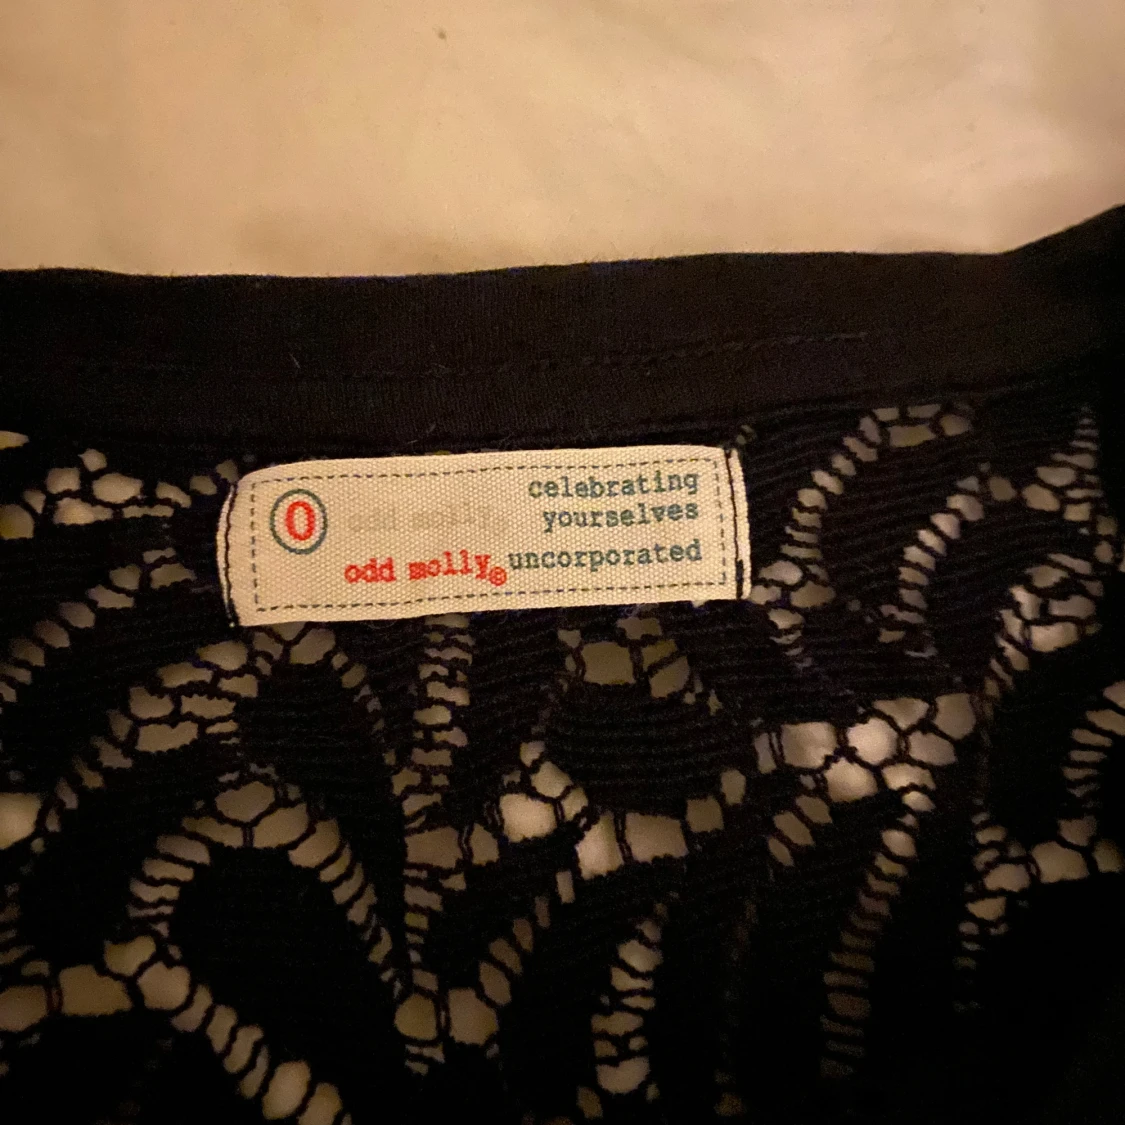 celebrating
0
yourselves
odd molly© uncorporated